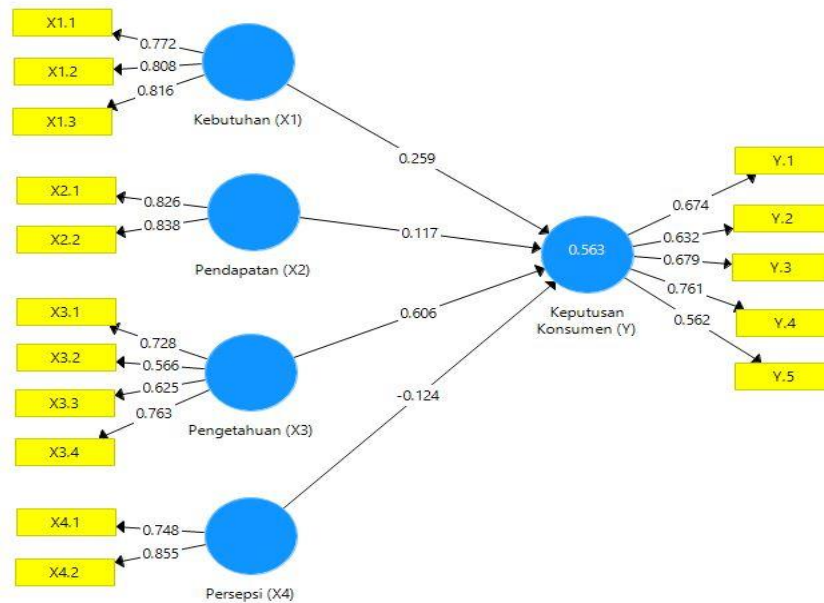 X1.1
0.772
X1.2
0.808
X1.3
0.816
Kebutuhan (X1)
0.259
X2.1
0.826
X2.2
0.838
Pendapatan (X2)
0.117
X3.1
0.728
X3.2
0.566
X3.3
0.625
X3.4
0.763
Pengetahuan (X3)
0.606
X4.1
0.748
X4.2
0.855
Persepsi (X4)
-0.124
0.563
Keputusan
Konsumen (Y)
Y.1
0.674
Y.2
0.632
Y.3
0.679
Y.4
0.761
Y.5
0.562